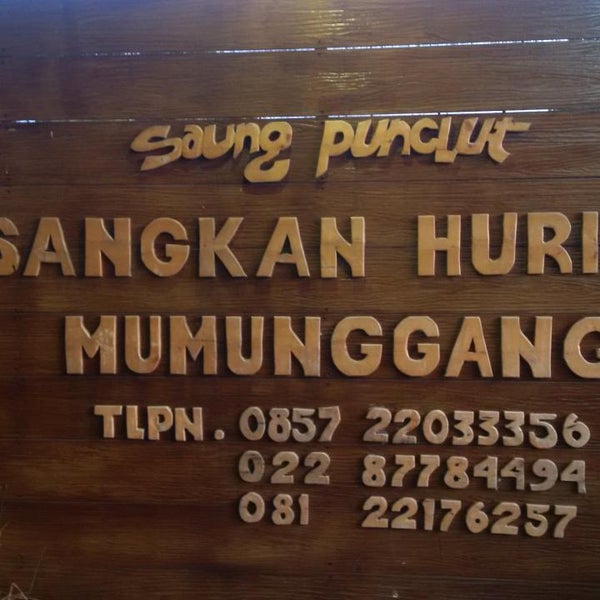 Saung Punclut
SANGKAN HURI
MUMUNGGANG
TLPN. 0857 22033356
022 87784494
081 22176257